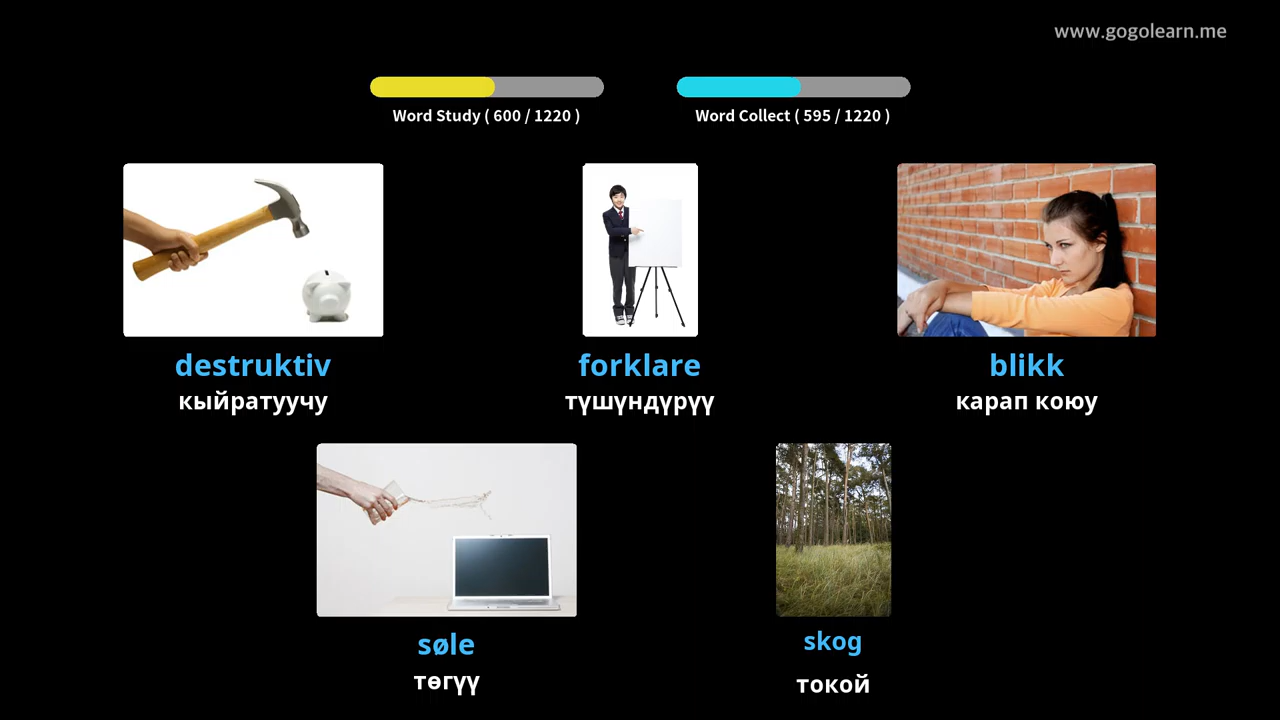 www.gogolearn.me
Word Study ( 600 / 1220 )
Word Collect ( 595 / 1220 )
destruktiv
кыйратуучу
forklare
түшүндүрүү
blikk
карап коюу
søle
төгүү
skog
токой